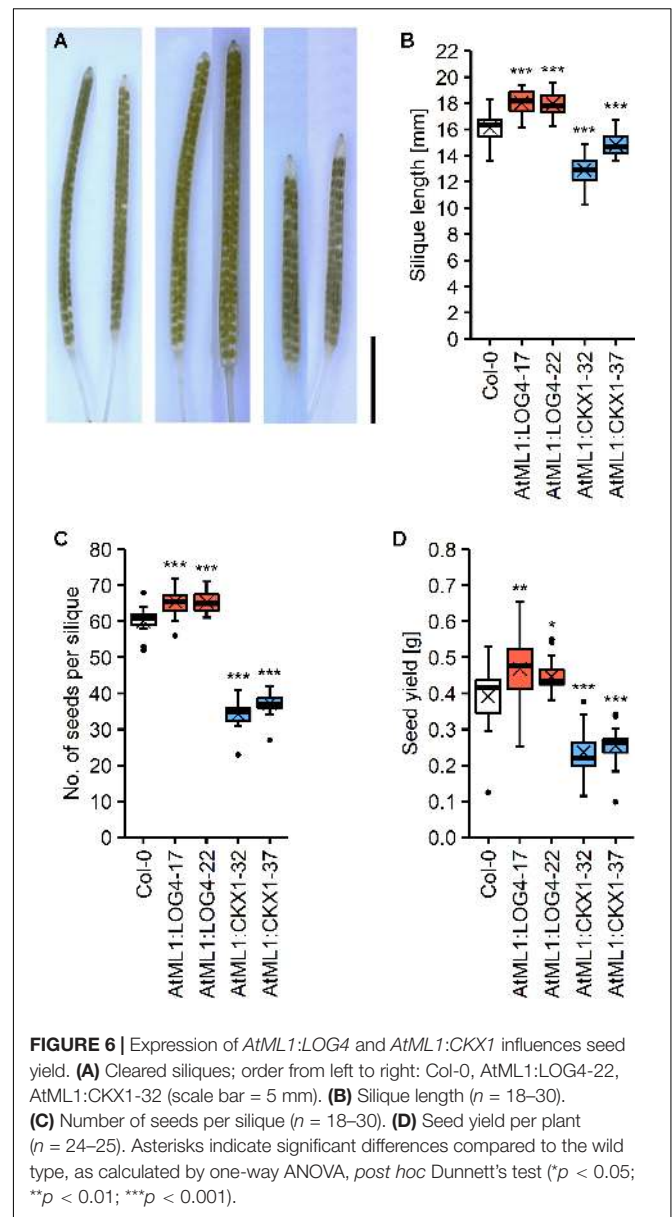 A
B
Silique length [mm]
22
20
18
16
14
12
10
8
6
4
2
0
***
***
***
***
Col-0
AtML1:LOG4-17
AtML1:LOG4-22
AtML1:CKX1-32
AtML1:CKX1-37
C
No. of seeds per silique
80
70
60
50
40
30
20
10
0
***
***
***
***
Col-0
AtML1:LOG4-17
AtML1:LOG4-22
AtML1:CKX1-32
AtML1:CKX1-37
D
Seed yield [g]
0.8
0.7
0.6
0.5
0.4
0.3
0.2
0.1
0.0
**
*
***
***
Col-0
AtML1:LOG4-17
AtML1:LOG4-22
AtML1:CKX1-32
AtML1:CKX1-37
FIGURE 6 | Expression of AtML1:LOG4 and AtML1:CKX1 influences seed
yield. (A) Cleared siliques; order from left to right: Col-0, AtML1:LOG4-22,
AtML1:CKX1-32 (scale bar = 5 mm). (B) Silique length (n = 18–30).
(C) Number of seeds per silique (n = 18–30). (D) Seed yield per plant
(n = 24–25). Asterisks indicate significant differences compared to the wild
type, as calculated by one-way ANOVA, post hoc Dunnett's test (*p < 0.05;
**p < 0.01; ***p < 0.001).